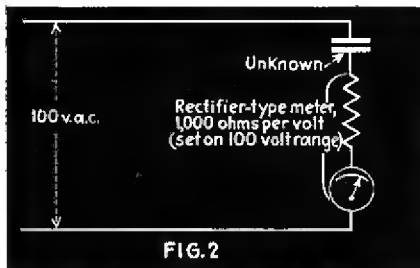 UnKnown
100 v.a.c.
Rectifier-type meter,
1,000 ohms per volt
(set on 100 volt range)
FIG.2